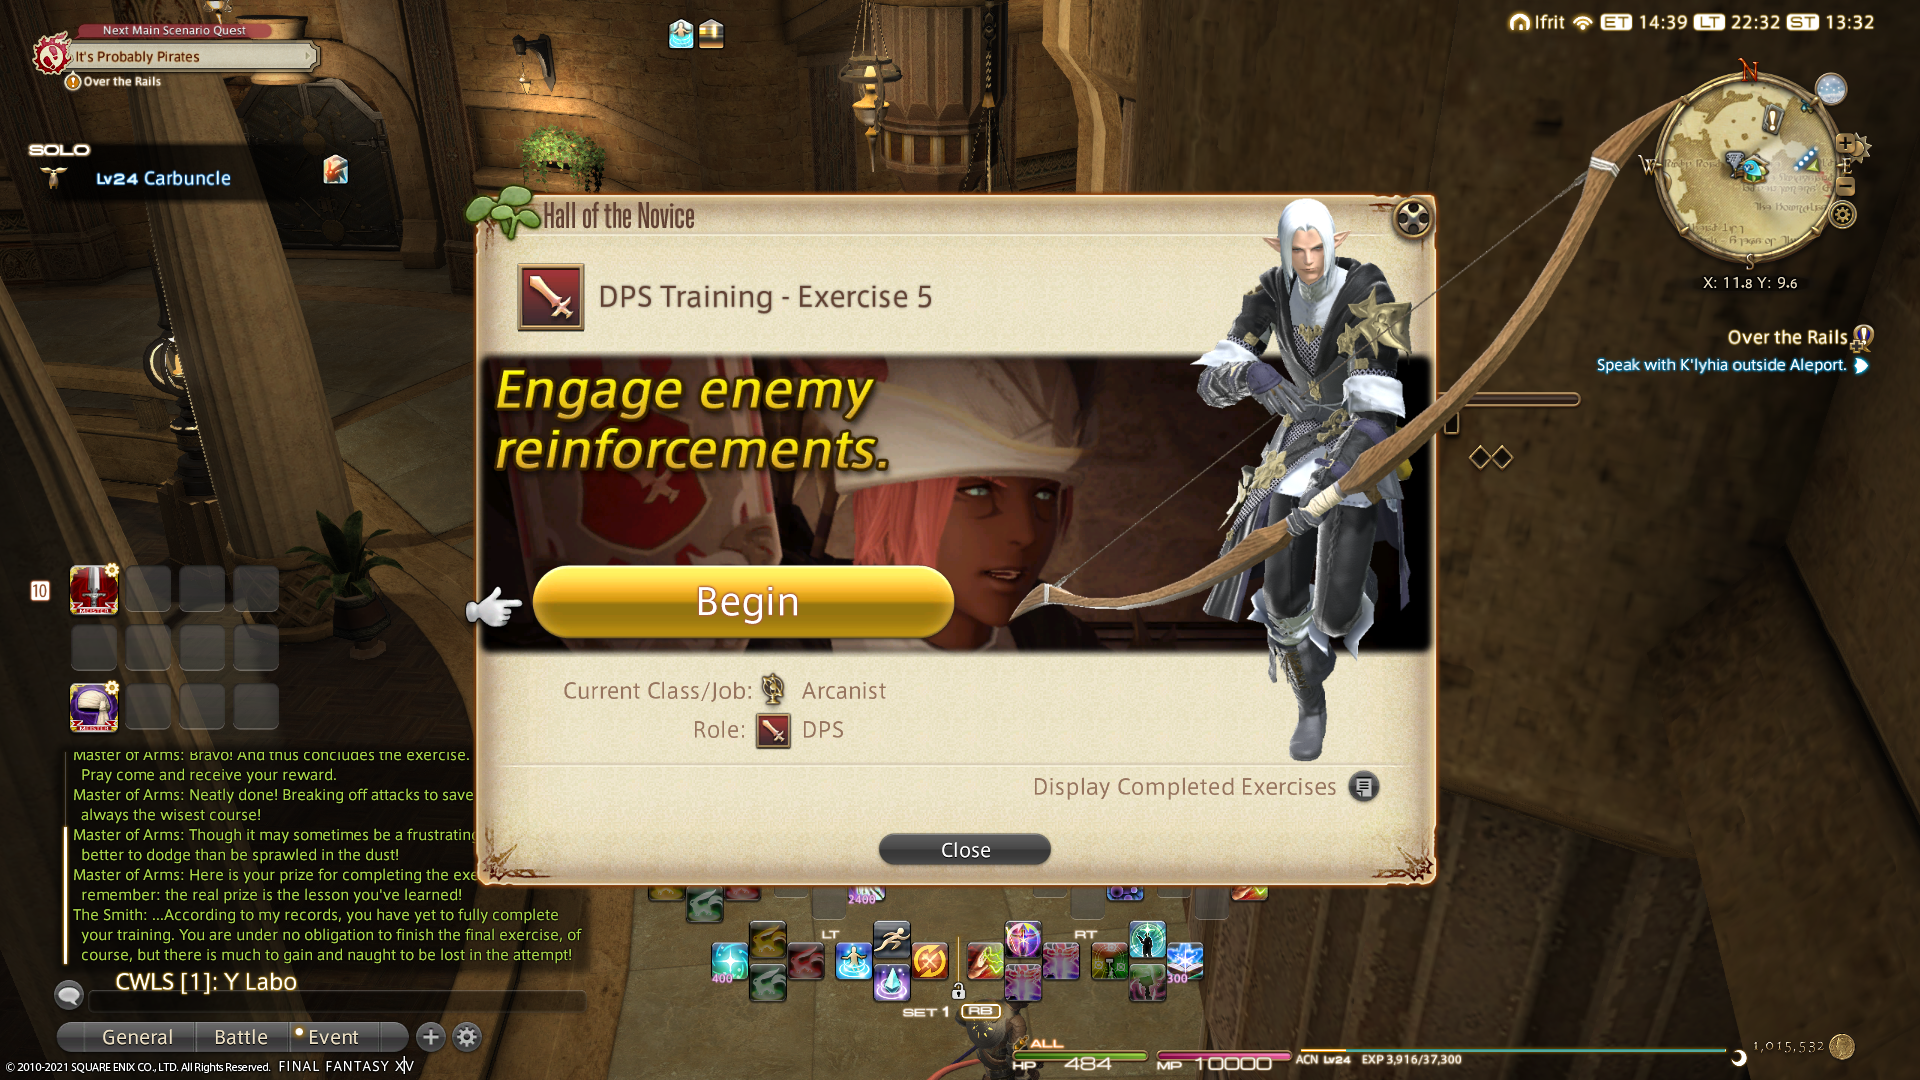 Next Main Scenario Quest
It's Probably Pirates
Over the Rails
Ifrit ET 14:39 LT 22:32 ST 13:32
N
W
E
S
X: 11.8 Y: 9.6
SOLO
Lv24 Carbuncle
Over the Rails
Speak with K'lyhia outside Aleport.
Hall of the Novice
DPS Training - Exercise 5
Engage enemy
reinforcements.
Begin
Current Class/Job: Arcanist
Role: DPS
Display Completed Exercises
Close
10
MEISTER
MEISTER
Master of Arms: Bravo! And thus concludes the exercise.
Pray come and receive your reward.
Master of Arms: Neatly done! Breaking off attacks to save
always the wisest course!
Master of Arms: Though it may sometimes be a frustrating
better to dodge than be sprawled in the dust!
Master of Arms: Here is your prize for completing the exe
remember: the real prize is the lesson you've learned!
The Smith: ...According to my records, you have yet to fully complete
your training. You are under no obligation to finish the final exercise, of
course, but there is much to gain and naught to be lost in the attempt!
CWLS [1]: Y Labo
General Battle Event
2400
LT
RT
400
300
SET 1 RB
ALL
HP 484 MP 10000
ACN Lv24 EXP 3,916/37,300
1,015,532
© 2010-2021 SQUARE ENIX CO., LTD. All Rights Reserved. FINAL FANTASY XIV